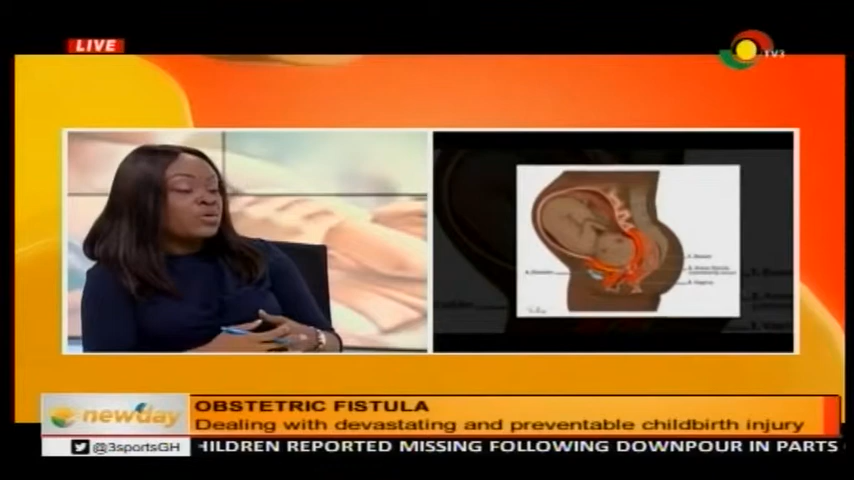 LIVE
TV3
newday
OBSTETRIC FISTULA
Dealing with devastating and preventable childbirth injury
@3sportsGH
HILDREN REPORTED MISSING FOLLOWING DOWNPOUR IN PARTS